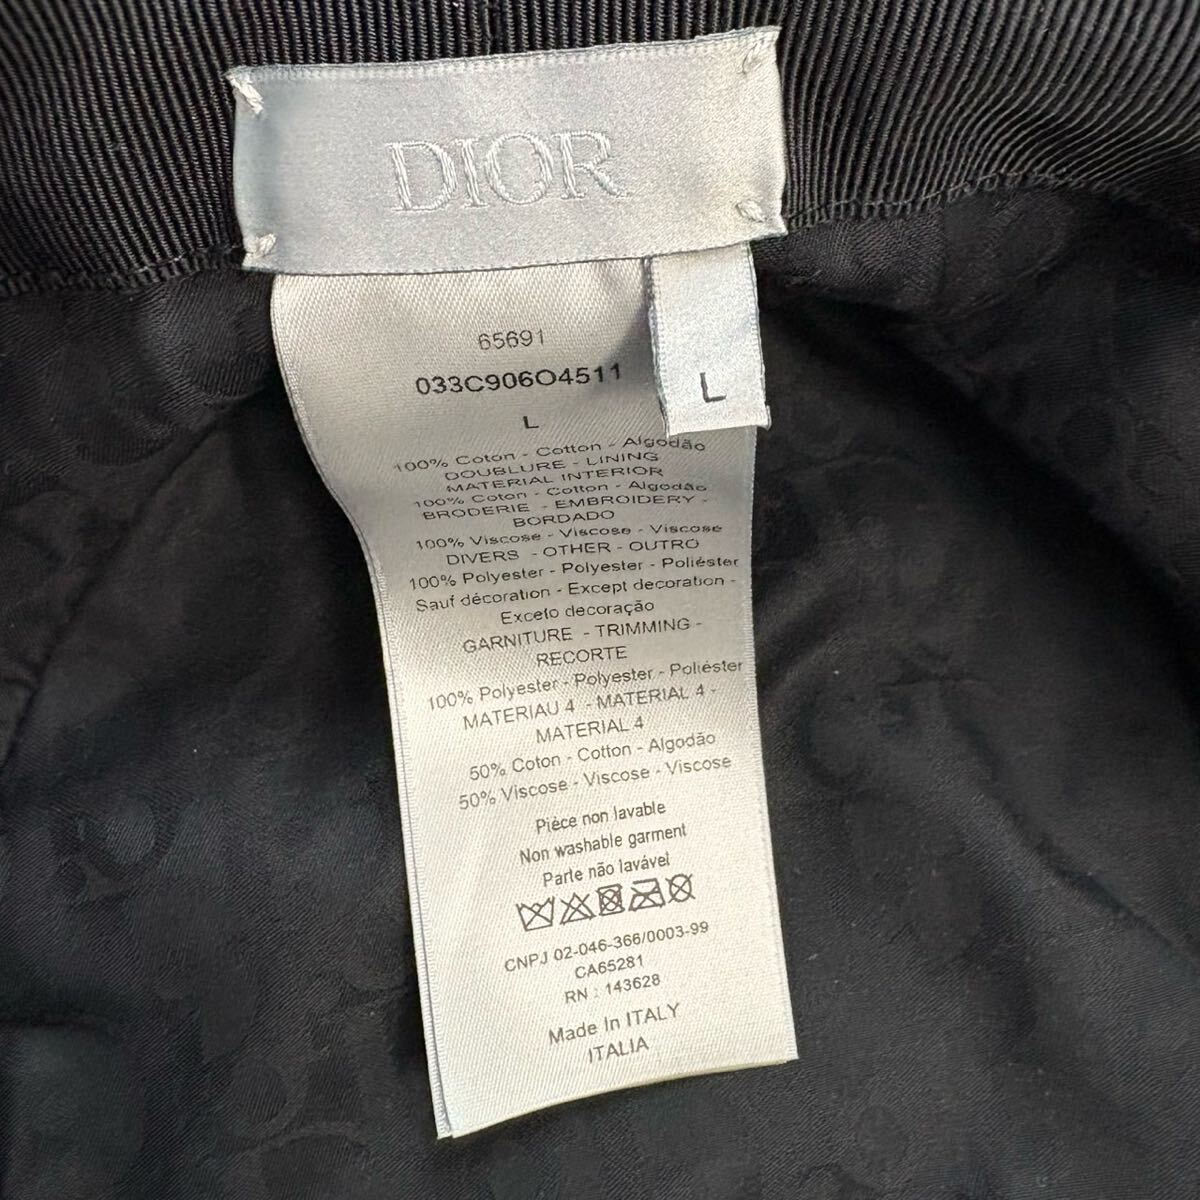 DIOR
65691
033C906O4511
L
L
100% Coton - Cotton - Algodão
DOUBLURE - LINING
MATERIAL INTERIOR
100% Coton - Cotton - Algodão
BRODERIE - EMBROIDERY -
BORDADO
100% Viscose - Viscose - Viscose
DIVERS - OTHER - OUTRO
100% Polyester - Polyester - Poliéster
Sauf décoration - Except decoration -
Exceto decoração
GARNITURE - TRIMMING -
RECORTE
100% Polyester - Polyester - Poliéster
MATERIAU 4 - MATERIAL 4 -
MATERIAL 4
50% Coton - Cotton - Algodão
50% Viscose - Viscose - Viscose
Pièce non lavable
Non washable garment
Parte não lavável
CNPJ 02-046-366/0003-99
CA65281
RN : 143628
Made In ITALY
ITALIA